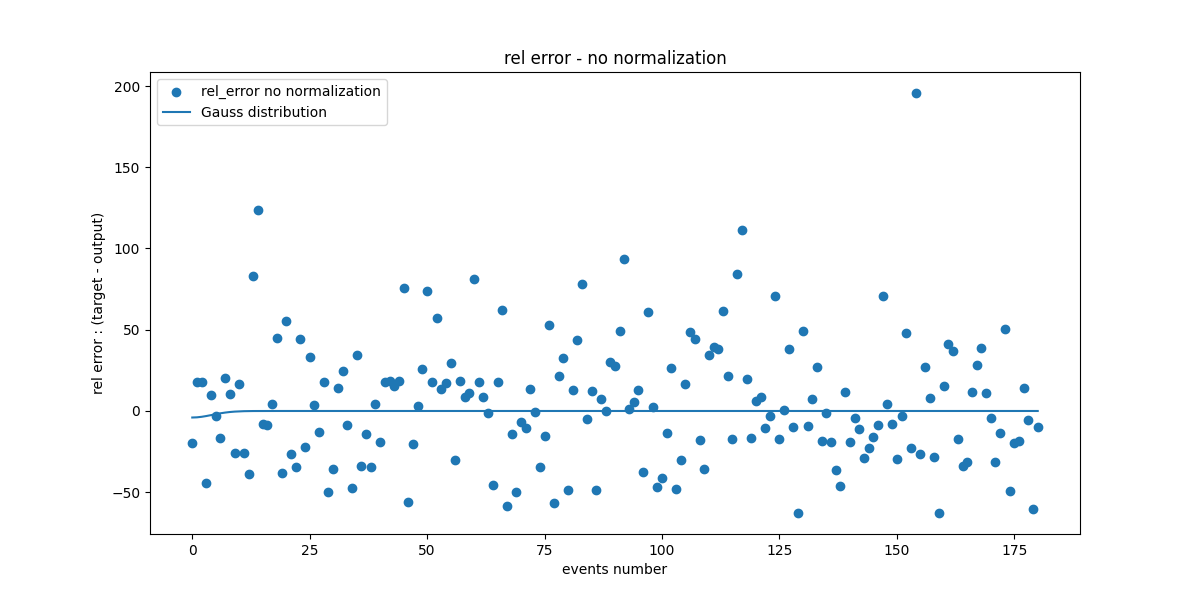 rel error - no normalization
rel_error no normalization
Gauss distribution
rel error : (target - output)
200
150
100
50
0
−50
0 25 50 75 100 125 150 175
events number